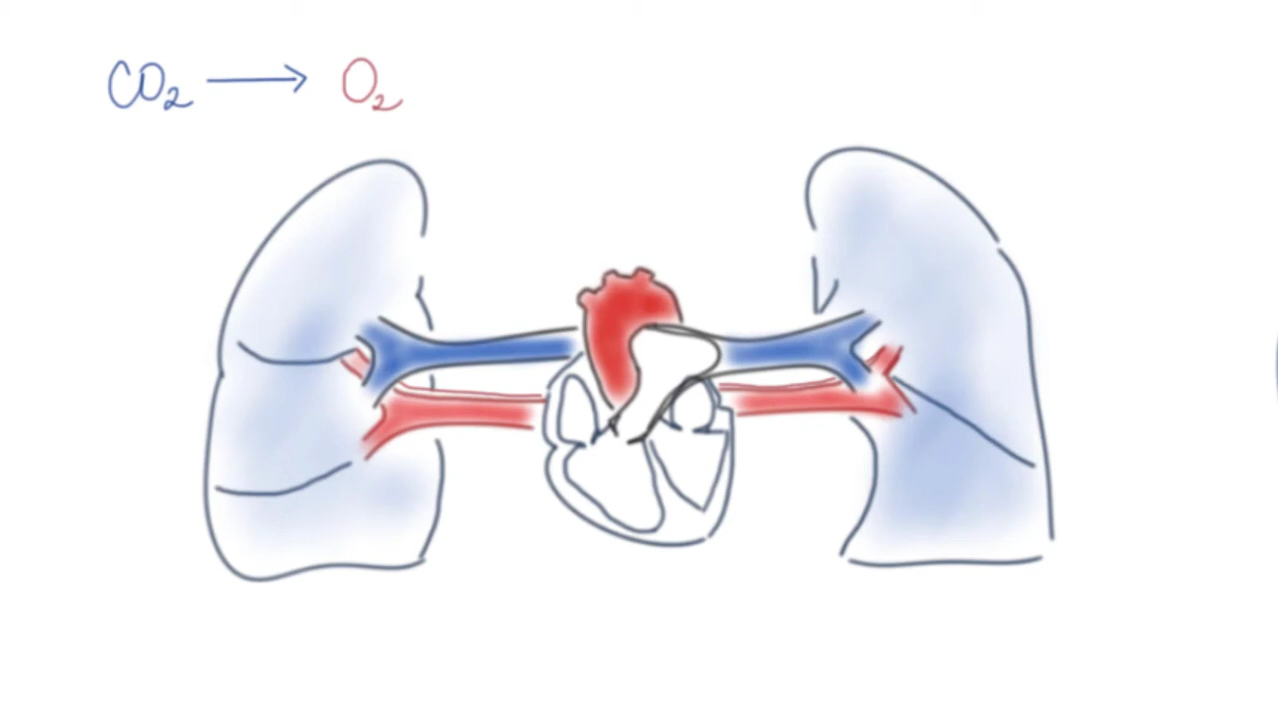 CO₂ → O₂